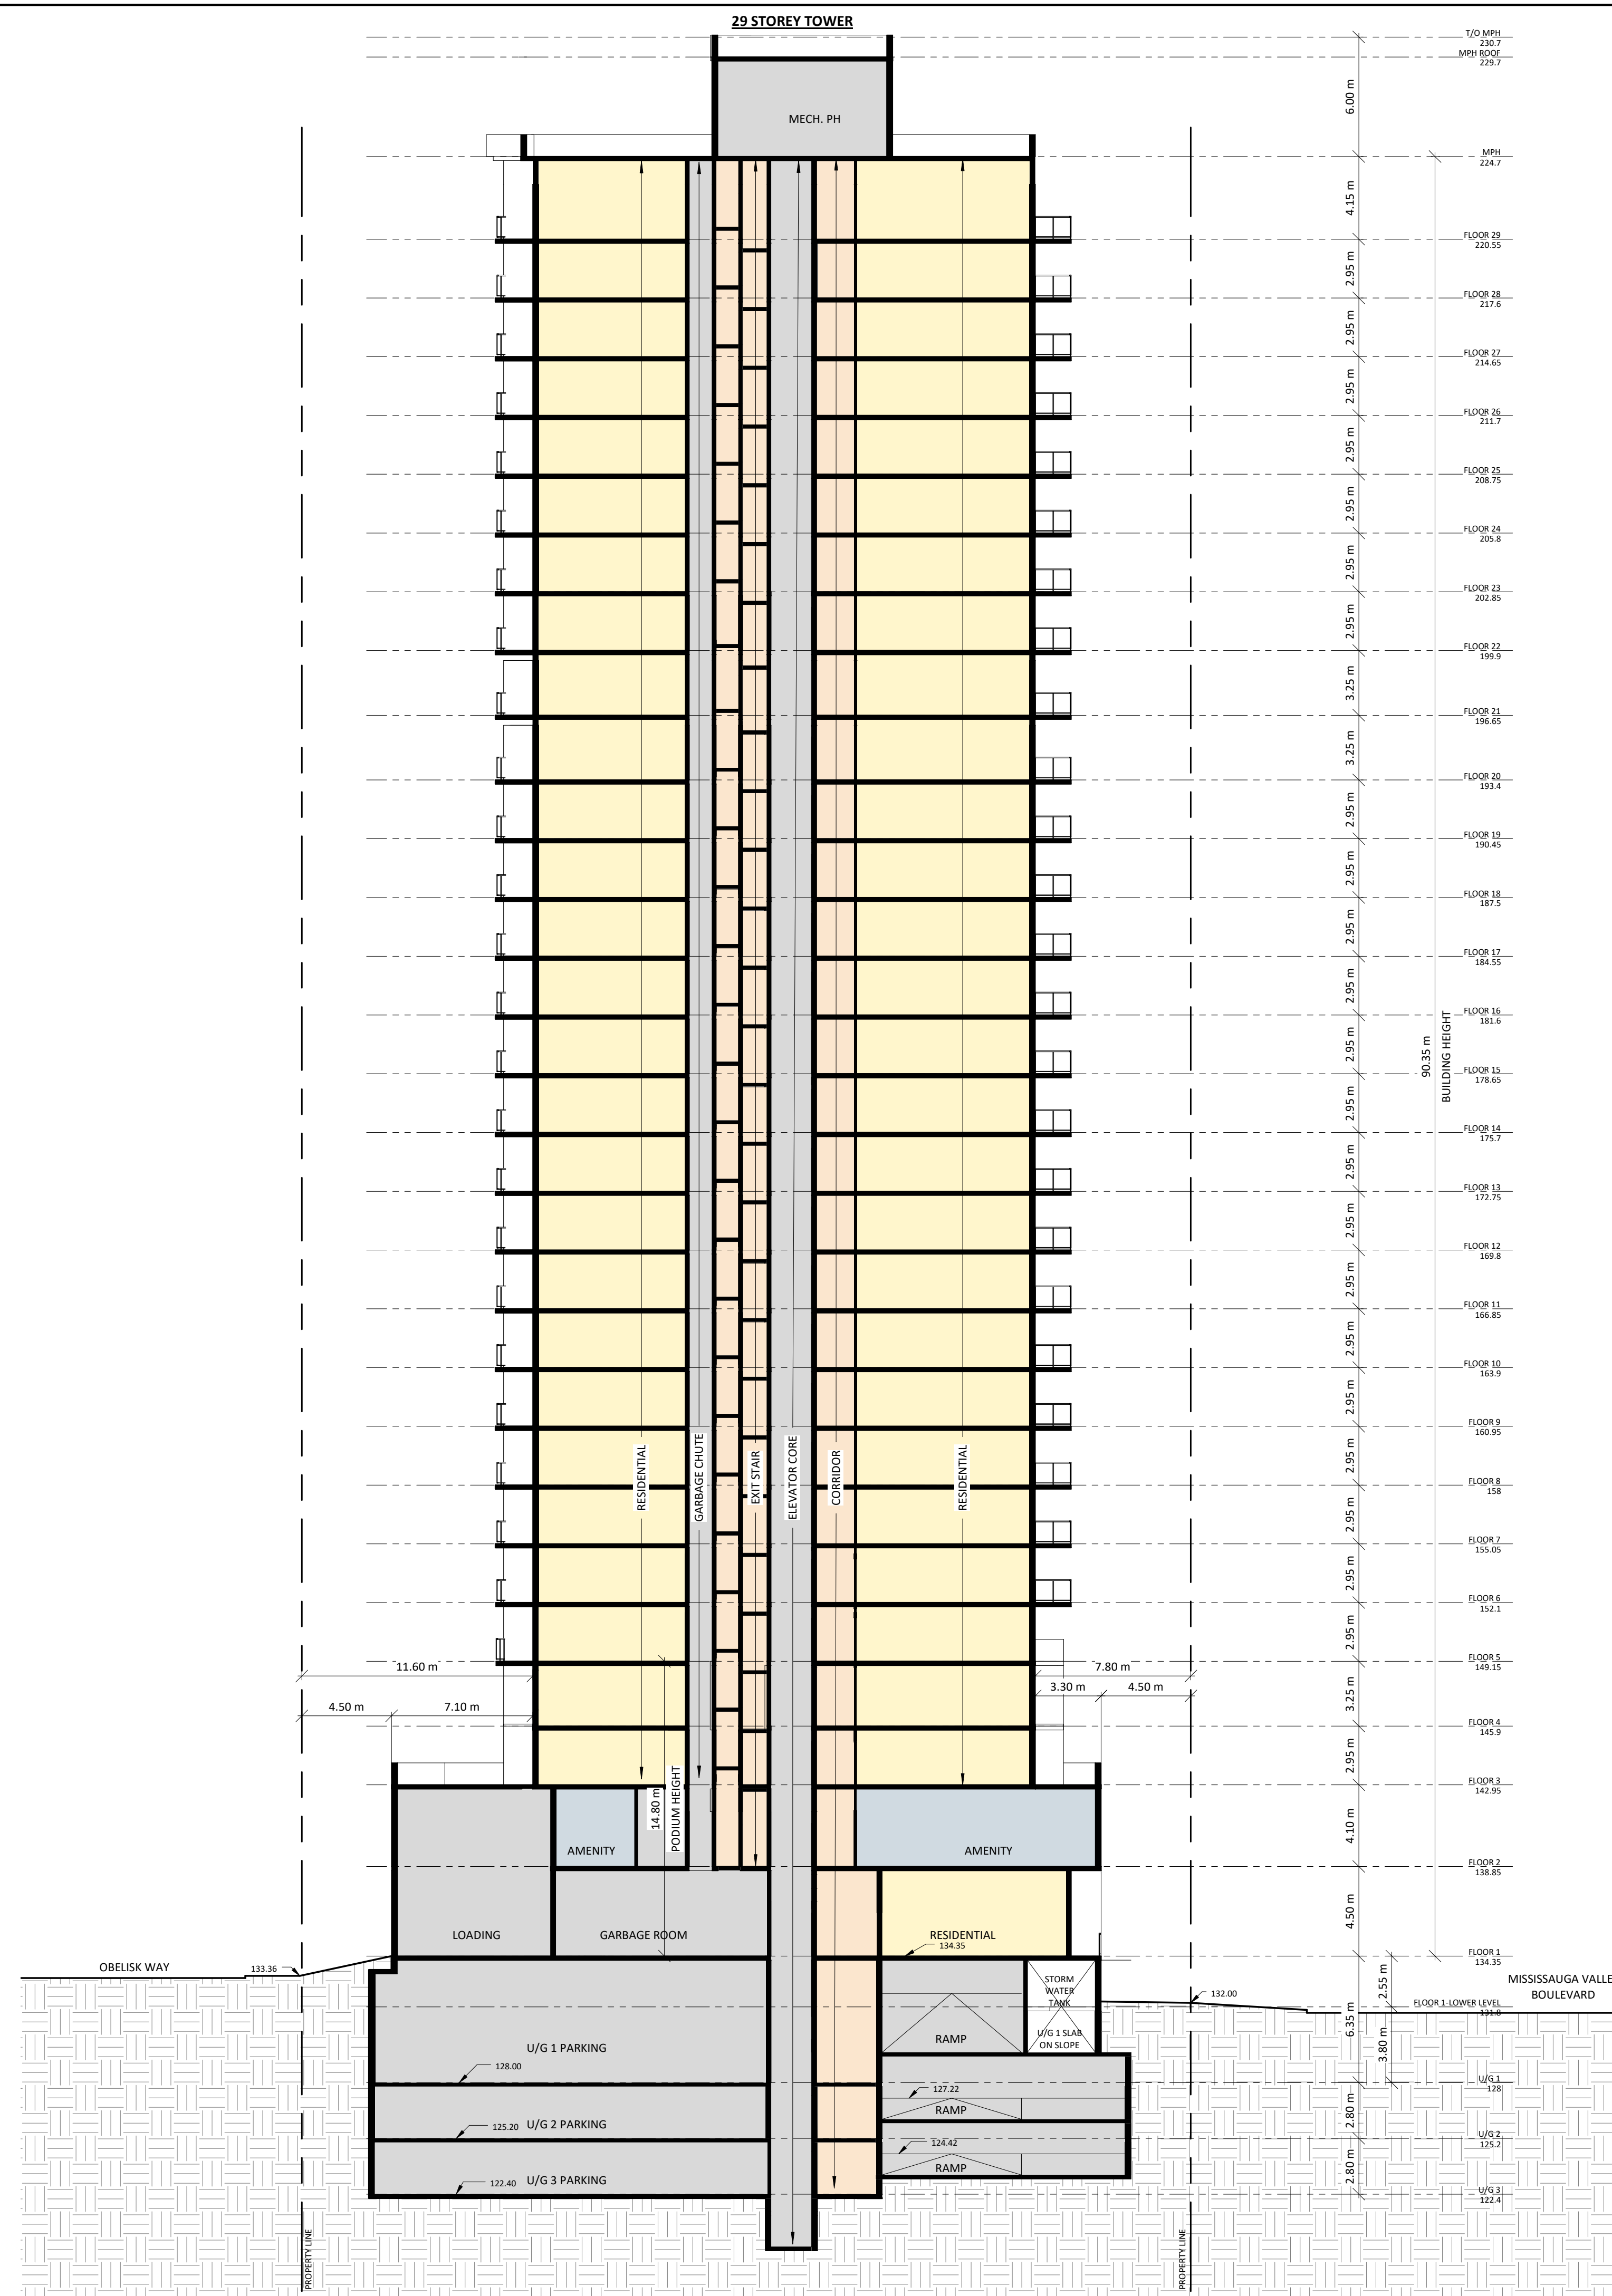 29 STOREY TOWER
T/O MPH
230.7
MPH ROOF
229.7
6.00 m
MECH. PH
MPH
224.7
4.15 m
FLOOR 29
220.55
2.95 m
FLOOR 28
217.6
2.95 m
FLOOR 27
214.65
2.95 m
FLOOR 26
211.7
2.95 m
FLOOR 25
208.75
2.95 m
FLOOR 24
205.8
2.95 m
FLOOR 23
202.85
2.95 m
FLOOR 22
199.9
3.25 m
FLOOR 21
196.65
3.25 m
FLOOR 20
193.4
2.95 m
FLOOR 19
190.45
2.95 m
FLOOR 18
187.5
2.95 m
FLOOR 17
184.55
2.95 m
FLOOR 16
181.6
2.95 m
90.35 m
BUILDING HEIGHT
FLOOR 15
178.65
2.95 m
FLOOR 14
175.7
2.95 m
FLOOR 13
172.75
2.95 m
FLOOR 12
169.8
2.95 m
FLOOR 11
166.85
2.95 m
FLOOR 10
163.9
2.95 m
FLOOR 9
160.95
2.95 m
FLOOR 8
158
RESIDENTIAL
GARBAGE CHUTE
EXIT STAIR
ELEVATOR CORE
CORRIDOR
RESIDENTIAL
2.95 m
FLOOR 7
155.05
2.95 m
FLOOR 6
152.1
2.95 m
FLOOR 5
149.15
11.60 m
7.80 m
3.30 m
4.50 m
4.50 m
7.10 m
3.25 m
FLOOR 4
145.9
2.95 m
FLOOR 3
142.95
14.80 m
PODIUM HEIGHT
4.10 m
AMENITY
AMENITY
FLOOR 2
138.85
4.50 m
LOADING
GARBAGE ROOM
RESIDENTIAL
134.35
FLOOR 1
134.35
OBELISK WAY
133.36
STORM
WATER
TANK
132.00
2.55 m
MISSISSAUGA VALLE
BOULEVARD
FLOOR 1-LOWER LEVEL
131.8
6.35 m
U/G 1 SLAB
ON SLOPE
RAMP
3.80 m
U/G 1 PARKING
128.00
U/G 1
128
127.22
RAMP
2.80 m
U/G 2 PARKING
125.20
U/G 2
125.2
124.42
RAMP
2.80 m
U/G 3 PARKING
122.40
U/G 3
122.4
PROPERTY LINE
PROPERTY LINE